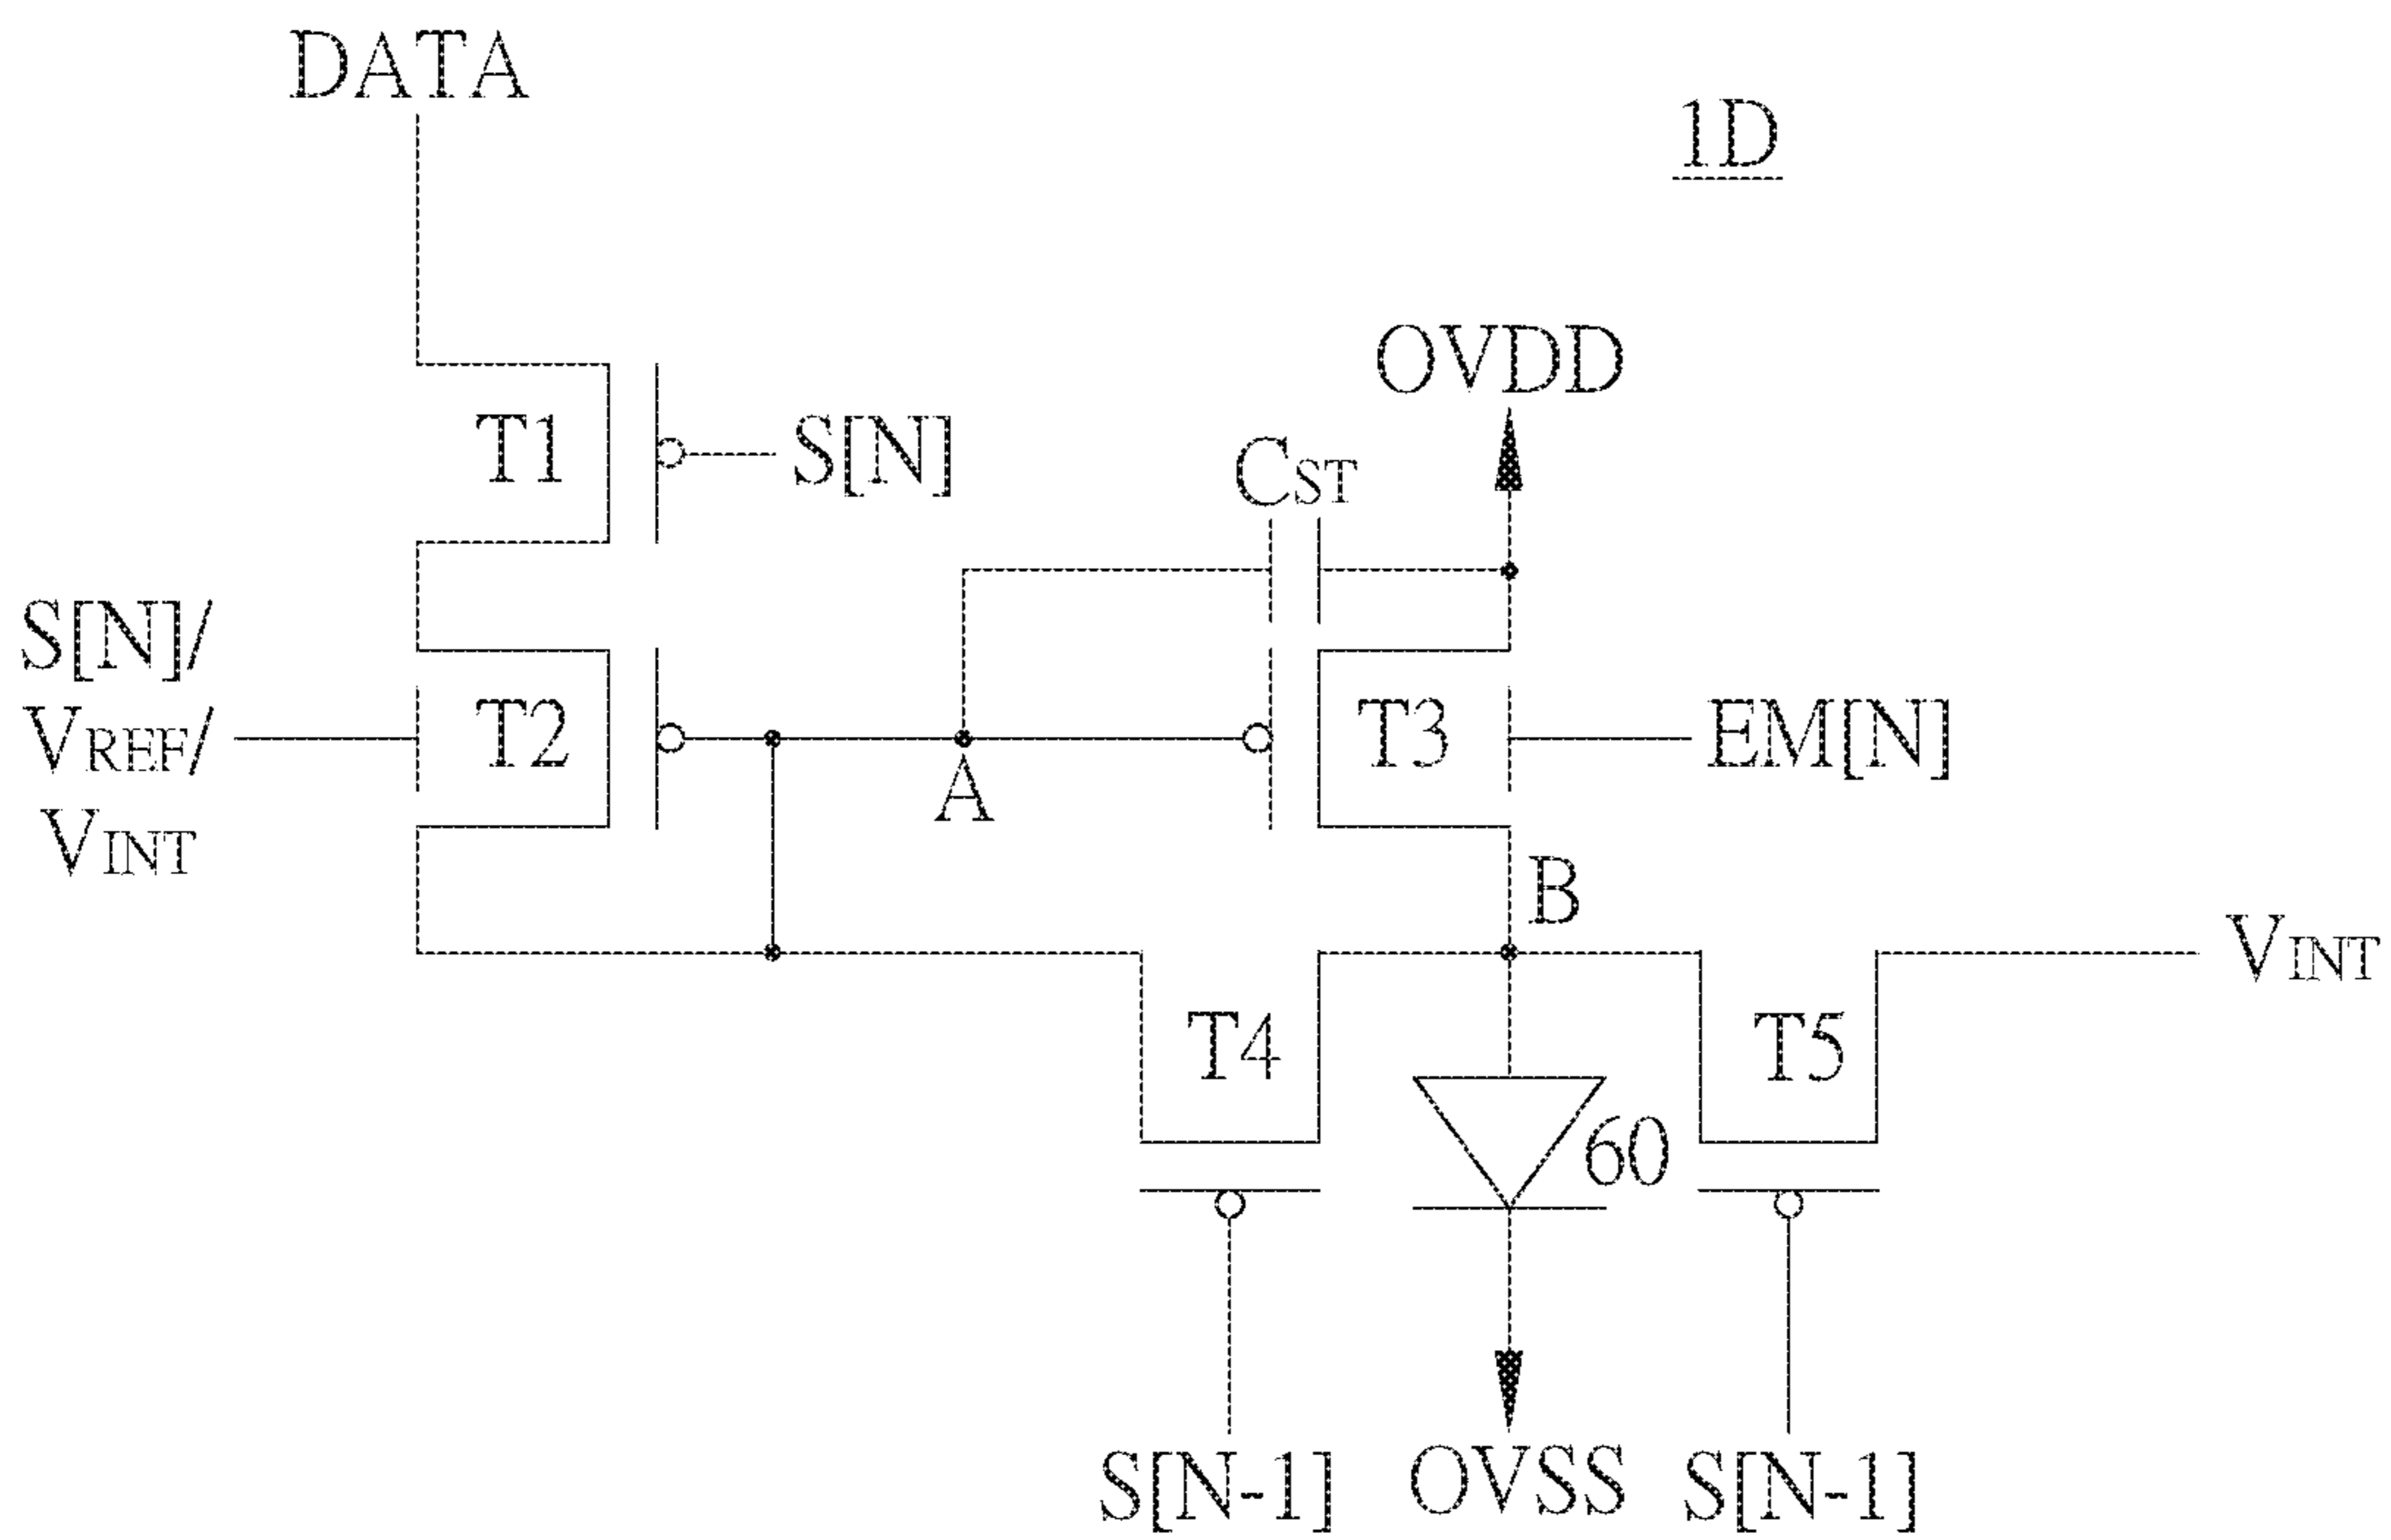 DATA
1D
OVDD
T1
S[N]
CST
S[N]/
VREF/
VINT
T2
A
T3
EM[N]
B
VINT
T4
T5
60
S[N-1]
OVSS
S[N-1]